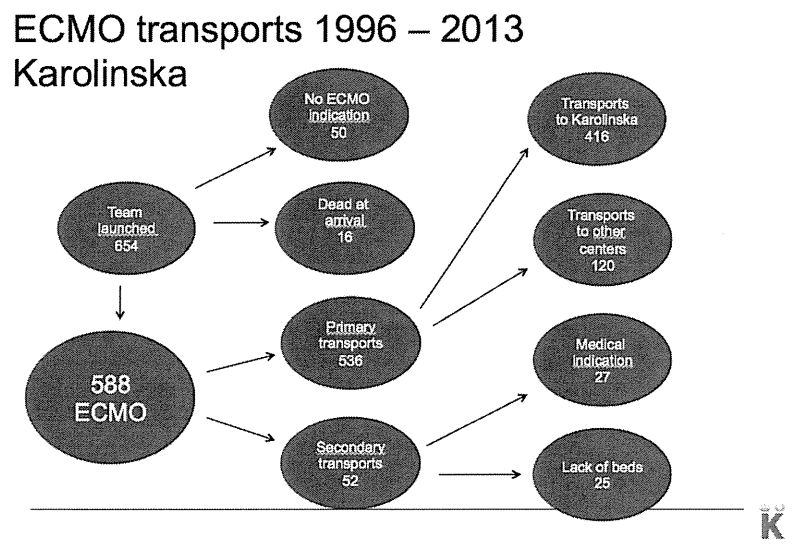 ECMO transports 1996 – 2013
Karolinska
No ECMO
indication
50
Transports
to Karolinska
416
Team
launched
654
Dead at
arrival
16
Transports
to other
centers
120
Primary
transports
536
Medical
indication
27
588
ECMO
Secondary
transports
52
Lack of beds
25
K